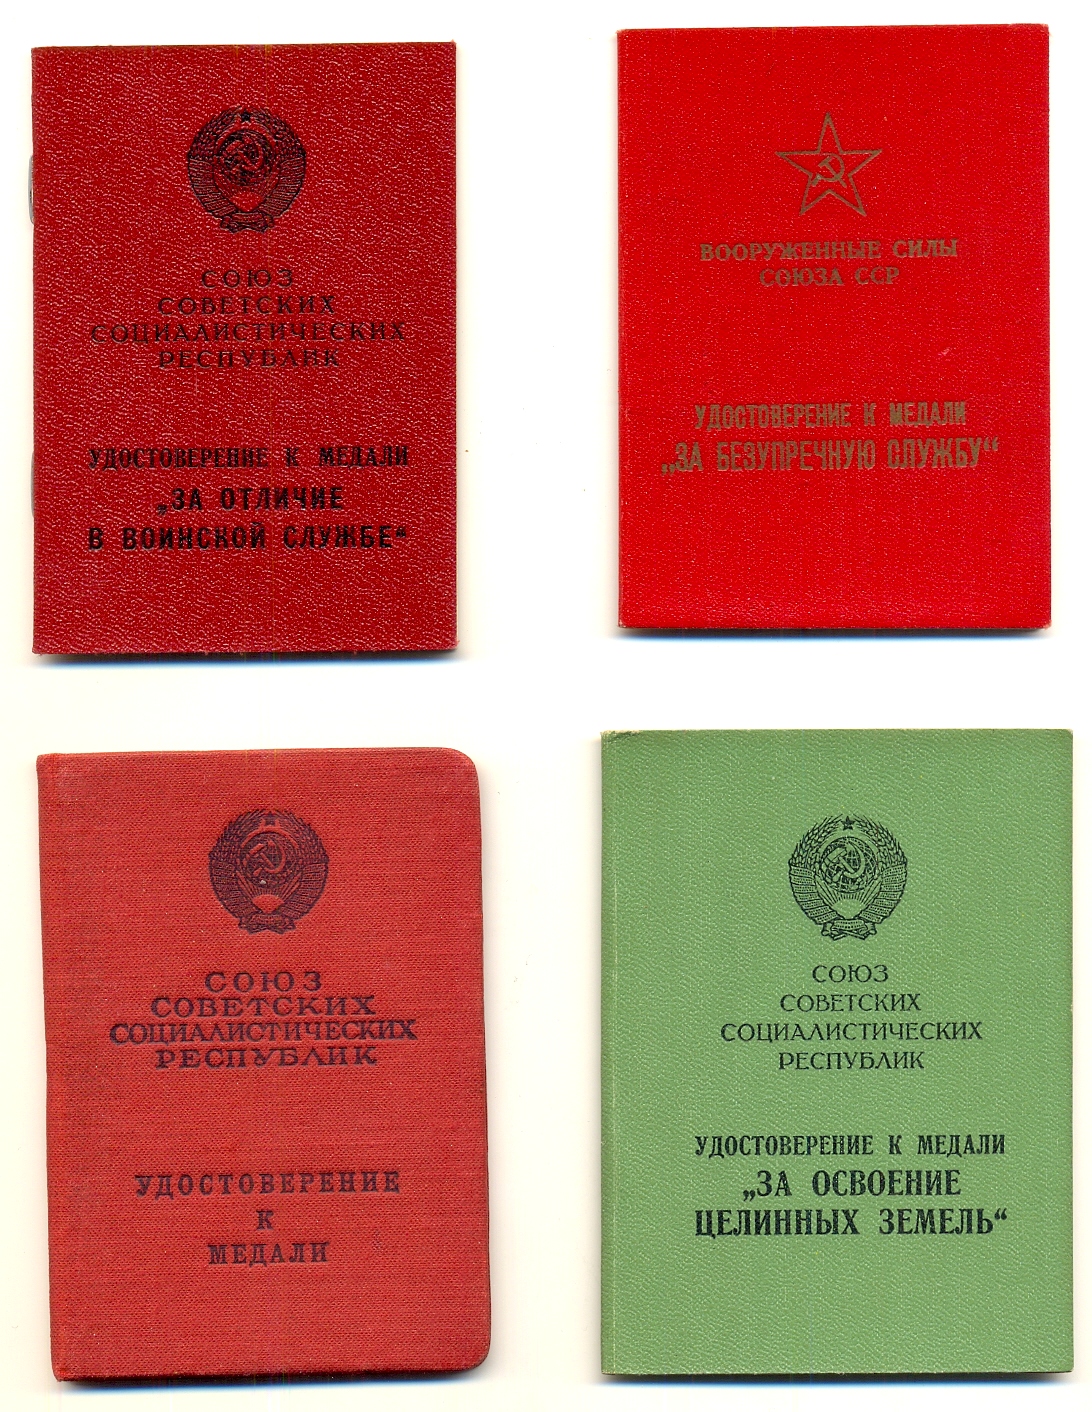 СОЮЗ
СОВЕТСКИХ
СОЦИАЛИСТИЧЕСКИХ
РЕСПУБЛИК
УДОСТОВЕРЕНИЕ К МЕДАЛИ
„ЗА ОТЛИЧИЕ
В ВОИНСКОЙ СЛУЖБЕ“
ВООРУЖЕННЫЕ СИЛЫ
СОЮЗА ССР
УДОСТОВЕРЕНИЕ К МЕДАЛИ
„ЗА БЕЗУПРЕЧНУЮ СЛУЖБУ“
СОЮЗ
СОВЕТСКИХ
СОЦИАЛИСТИЧЕСКИХ
РЕСПУБЛИК
УДОСТОВЕРЕНИЕ
К
МЕДАЛИ
СОЮЗ
СОВЕТСКИХ
СОЦИАЛИСТИЧЕСКИХ
РЕСПУБЛИК
УДОСТОВЕРЕНИЕ К МЕДАЛИ
„ЗА ОСВОЕНИЕ
ЦЕЛИННЫХ ЗЕМЕЛЬ“